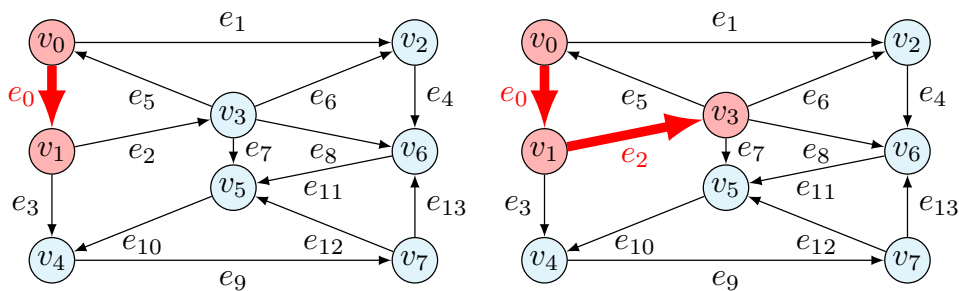 e₁ e₁
v₀ v₂ v₀ v₂
e₀ e₅ e₆ e₄ e₀ e₅ e₆ e₄
v₃ v₃
v₁ e₂ e₇ e₈ v₆ v₁ e₂ e₇ e₈ v₆
e₃ v₅ e₁₁ e₁₃ e₃ v₅ e₁₁ e₁₃
e₁₀ e₁₂ e₁₀ e₁₂
v₄ v₇ v₄ v₇
e₉ e₉